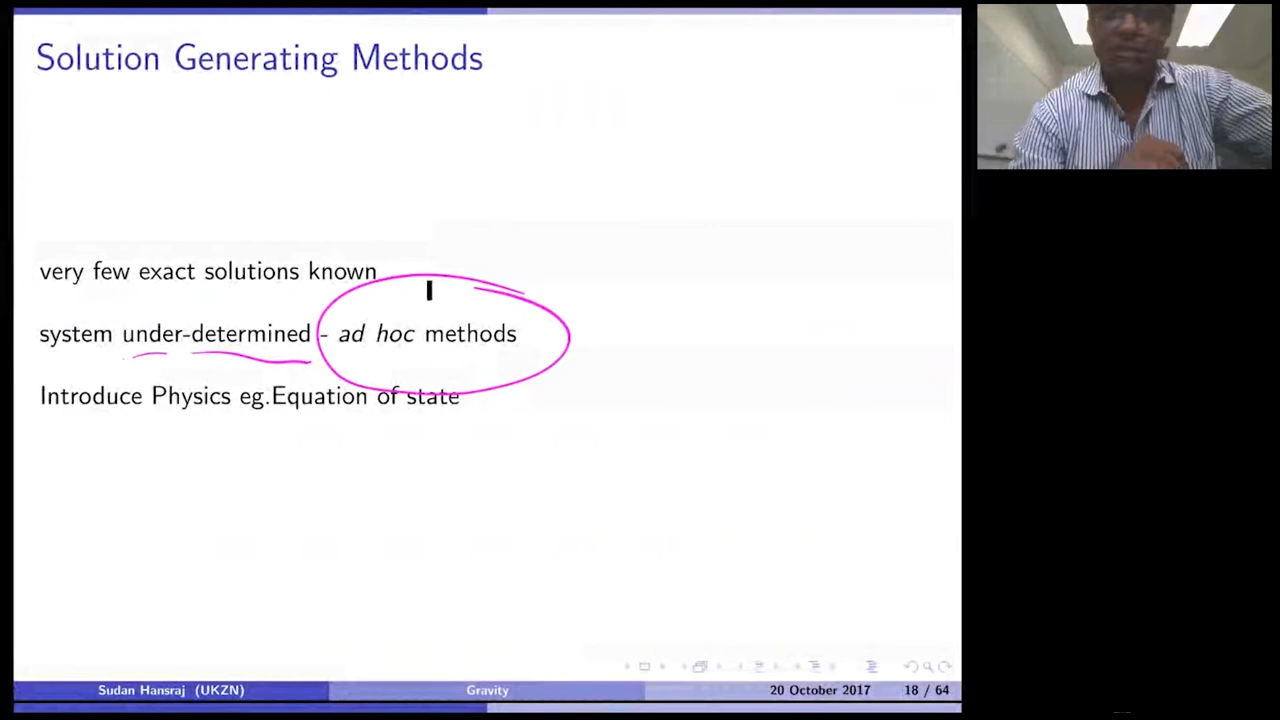 Solution Generating Methods
very few exact solutions known
system under-determined - ad hoc methods
Introduce Physics eg.Equation of state
Sudan Hansraj (UKZN) Gravity 20 October 2017 18 / 64